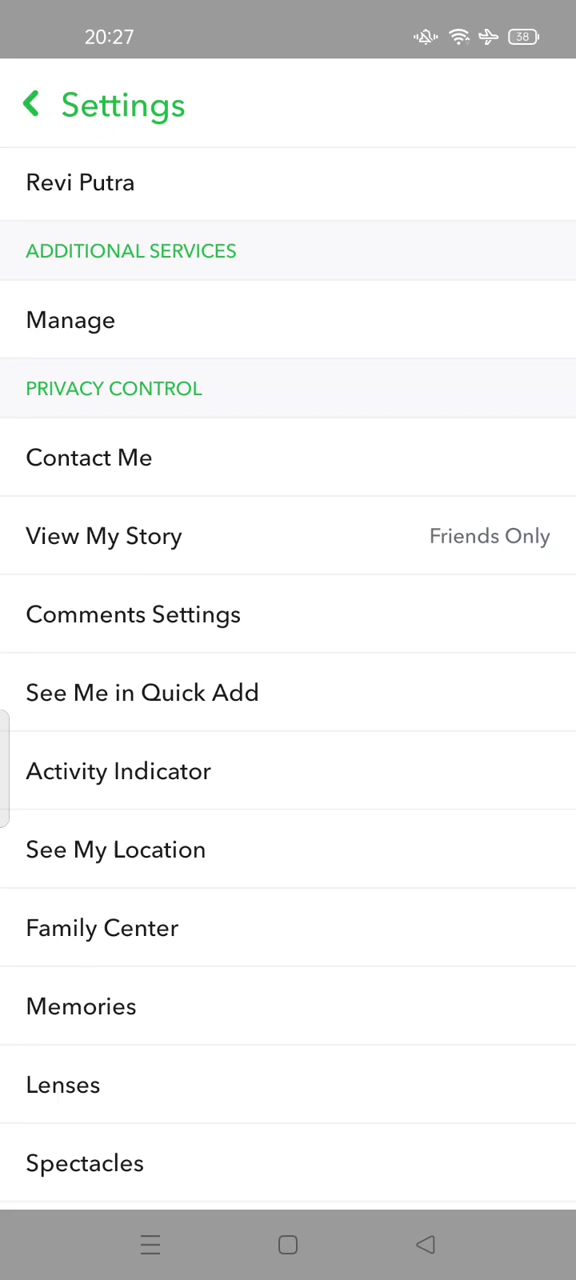 20:27
38
Settings
Revi Putra
ADDITIONAL SERVICES
Manage
PRIVACY CONTROL
Contact Me
View My Story Friends Only
Comments Settings
See Me in Quick Add
Activity Indicator
See My Location
Family Center
Memories
Lenses
Spectacles